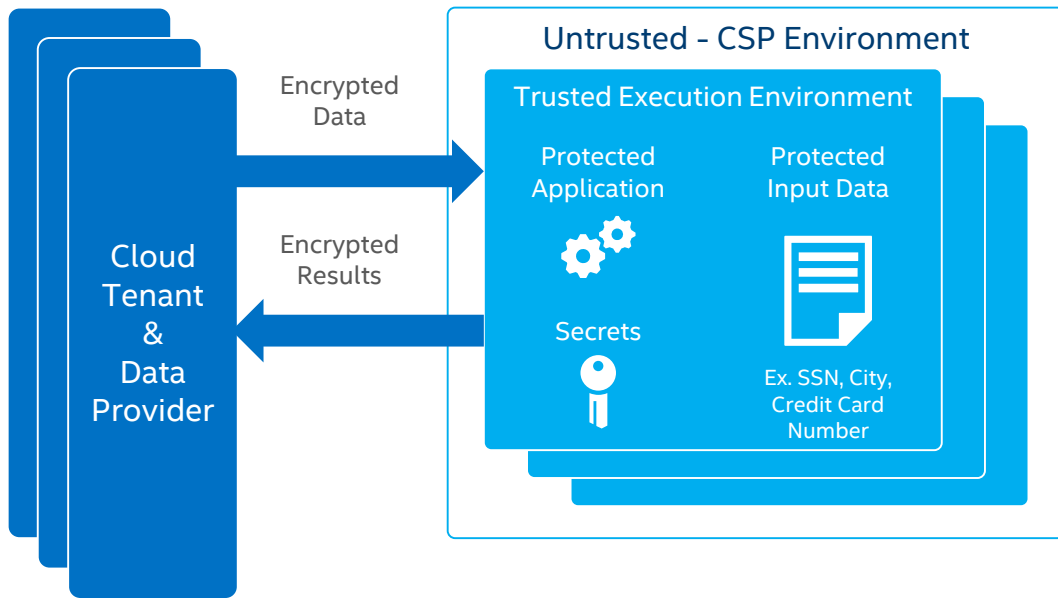 Untrusted - CSP Environment
Trusted Execution Environment
Encrypted
Data
Protected
Application
Protected
Input Data
Encrypted
Results
Cloud
Tenant
&
Data
Provider
Secrets
Ex. SSN, City,
Credit Card
Number